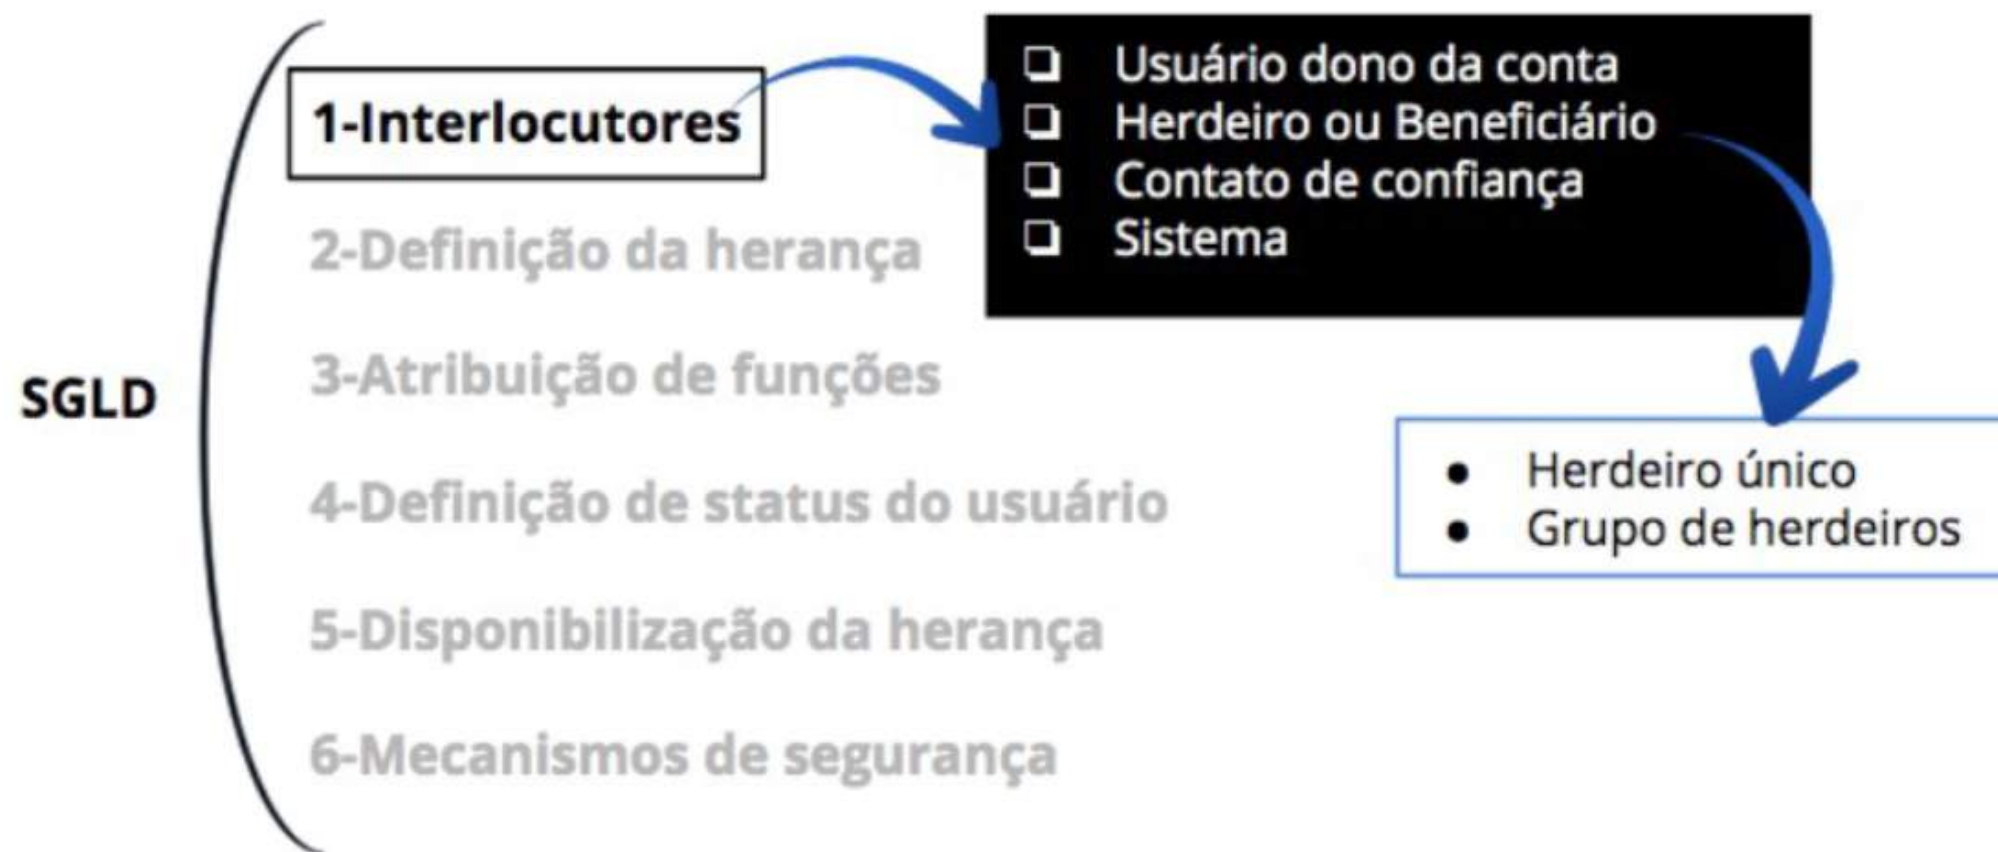 SGLD
1-Interlocutores
2-Definição da herança
3-Atribuição de funções
4-Definição de status do usuário
5-Disponibilização da herança
6-Mecanismos de segurança
❏ Usuário dono da conta
❏ Herdeiro ou Beneficiário
❏ Contato de confiança
❏ Sistema
● Herdeiro único
● Grupo de herdeiros